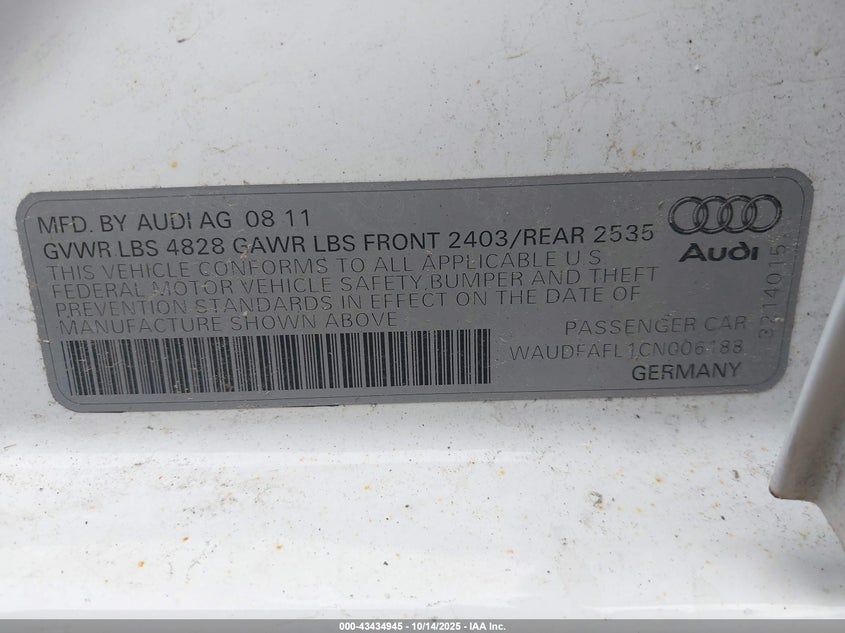 MFD. BY AUDI AG 08 11
GVWR LBS 4828 GAWR LBS FRONT 2403/REAR 2535
THIS VEHICLE CONFORMS TO ALL APPLICABLE U S
FEDERAL MOTOR VEHICLE SAFETY, BUMPER AND THEFT
PREVENTION STANDARDS IN EFFECT ON THE DATE OF
MANUFACTURE SHOWN ABOVE
PASSENGER CAR
WAUDFAFL1CN006188
GERMANY
Audi
3214015
000-43434945 - 10/14/2025 - IAA Inc.